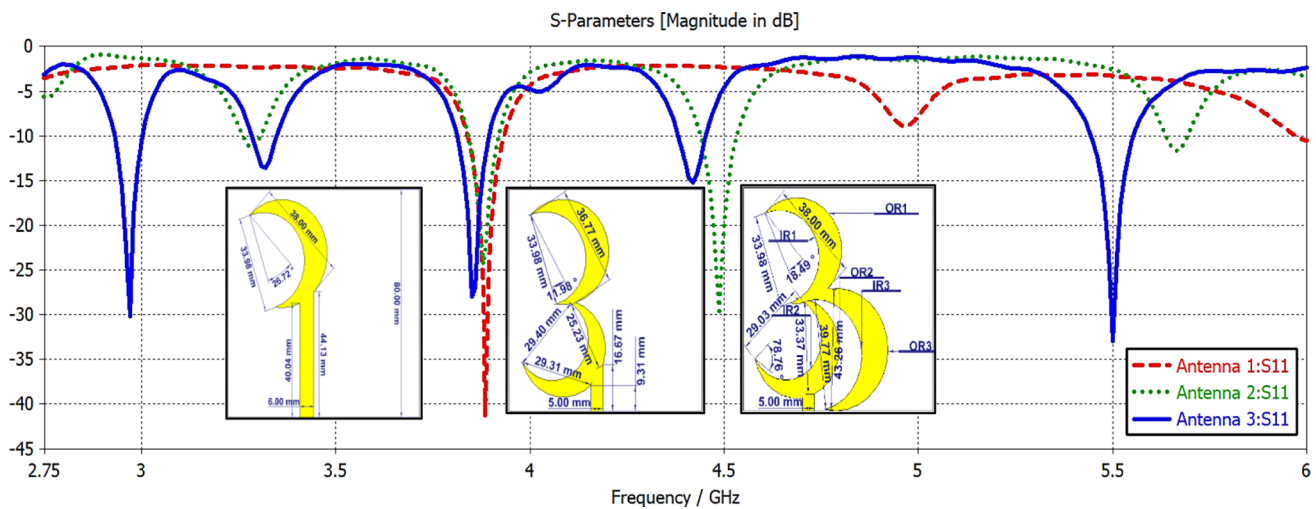 S-Parameters [Magnitude in dB]
0
-5
-10
-15
-20
-25
-30
-35
-40
-45
38.00 mm
33.98 mm
26.72 °
80.00 mm
44.13 mm
40.04 mm
6.00 mm
36.77 mm
33.98 mm
11.98 °
29.40 mm
25.23 mm
16.67 mm
29.31 mm
9.31 mm
5.00 mm
38.00 mm
OR1
IR1
33.98 mm
18.49°
OR2
IR3
29.03 mm
IR2
33.37 mm
39.77 mm
43.26 mm
OR3
78.76 °
5.00 mm
Antenna 1:S11
Antenna 2:S11
Antenna 3:S11
2.75
3
3.5
4
4.5
5
5.5
6
Frequency / GHz